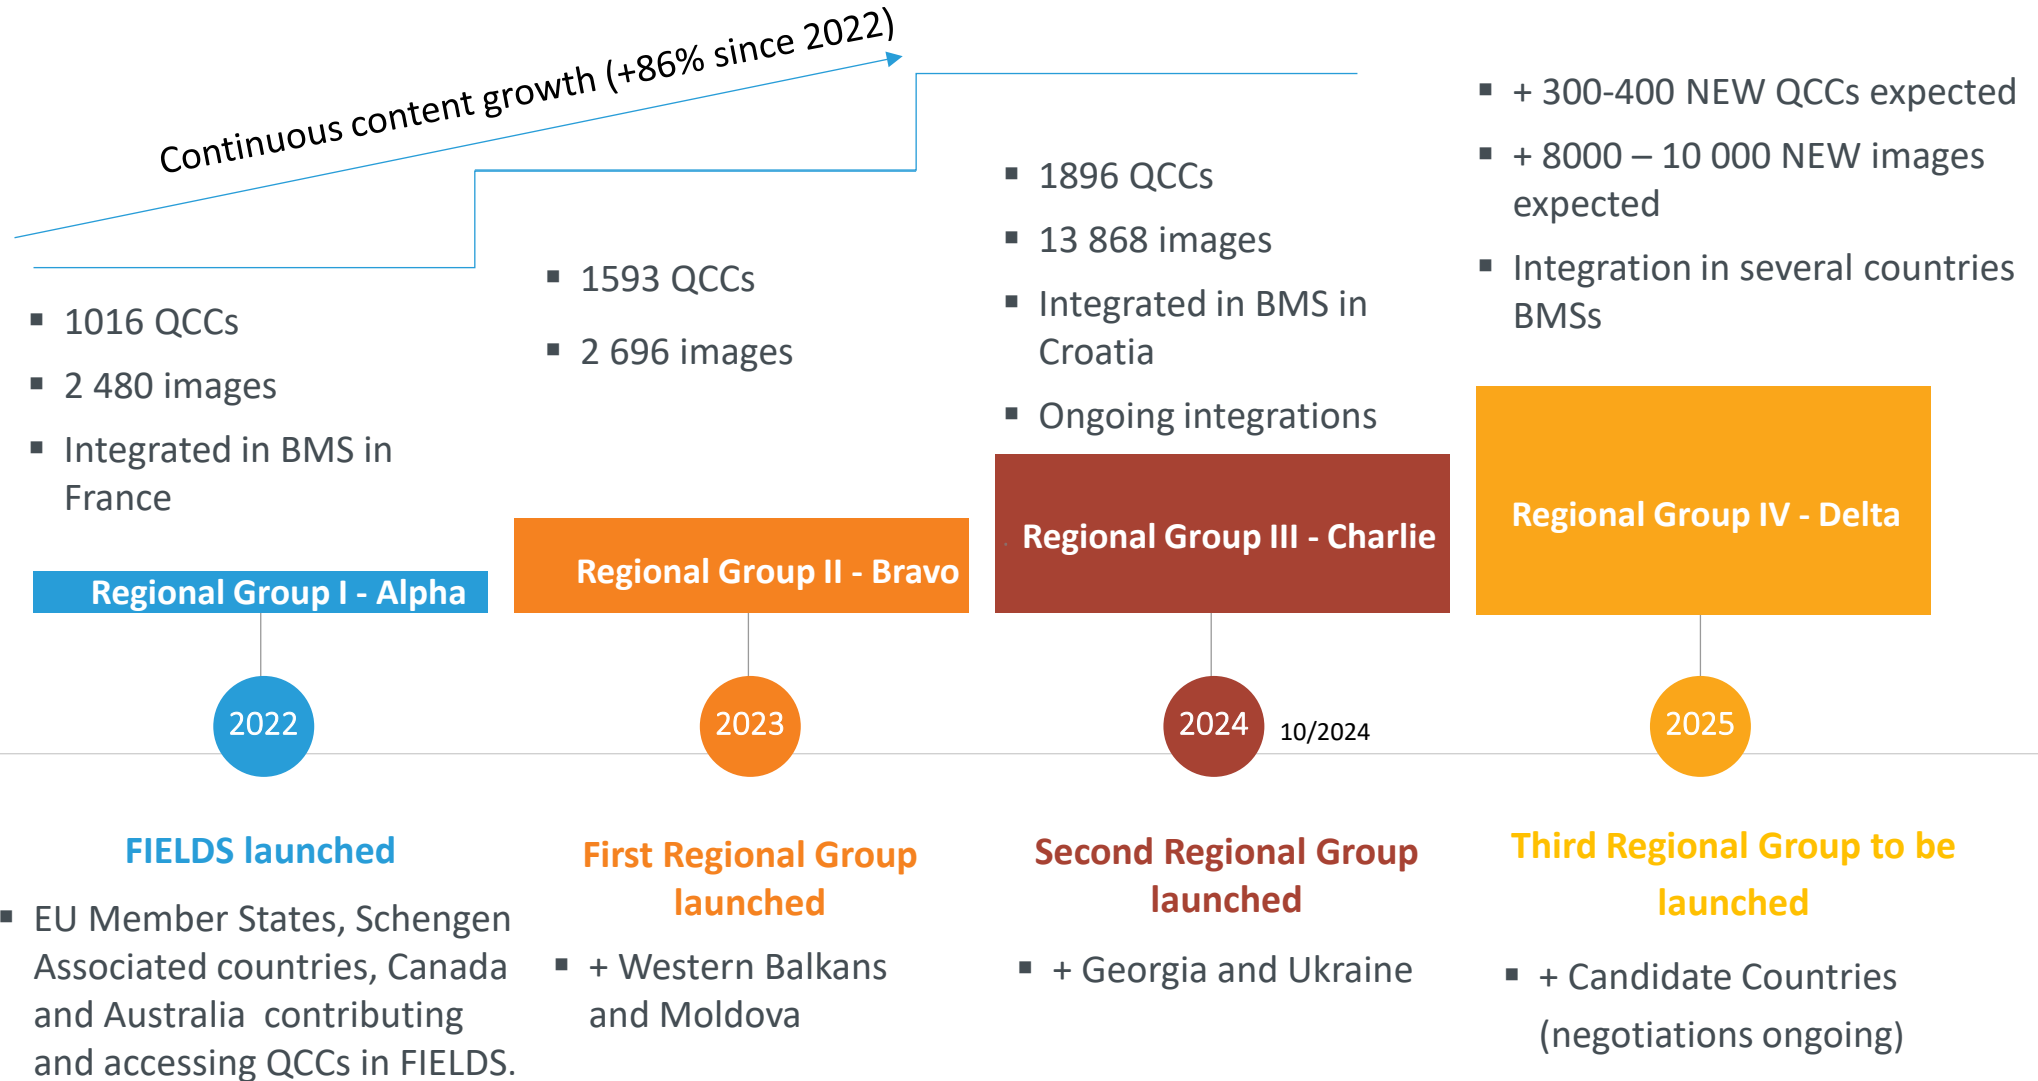 Continuous content growth (+86% since 2022)
▪ 1016 QCCs
▪ 2 480 images
▪ Integrated in BMS in
France
▪ 1593 QCCs
▪ 2 696 images
▪ 1896 QCCs
▪ 13 868 images
▪ Integrated in BMS in
Croatia
▪ Ongoing integrations
▪ + 300-400 NEW QCCs expected
▪ + 8000 – 10 000 NEW images
expected
▪ Integration in several countries
BMSs
Regional Group I - Alpha
Regional Group II - Bravo
Regional Group III - Charlie
Regional Group IV - Delta
2022
2023
2024
10/2024
2025
FIELDS launched
▪ EU Member States, Schengen
Associated countries, Canada
and Australia contributing
and accessing QCCs in FIELDS.
First Regional Group
launched
▪ + Western Balkans
and Moldova
Second Regional Group
launched
▪ + Georgia and Ukraine
Third Regional Group to be
launched
▪ + Candidate Countries
(negotiations ongoing)